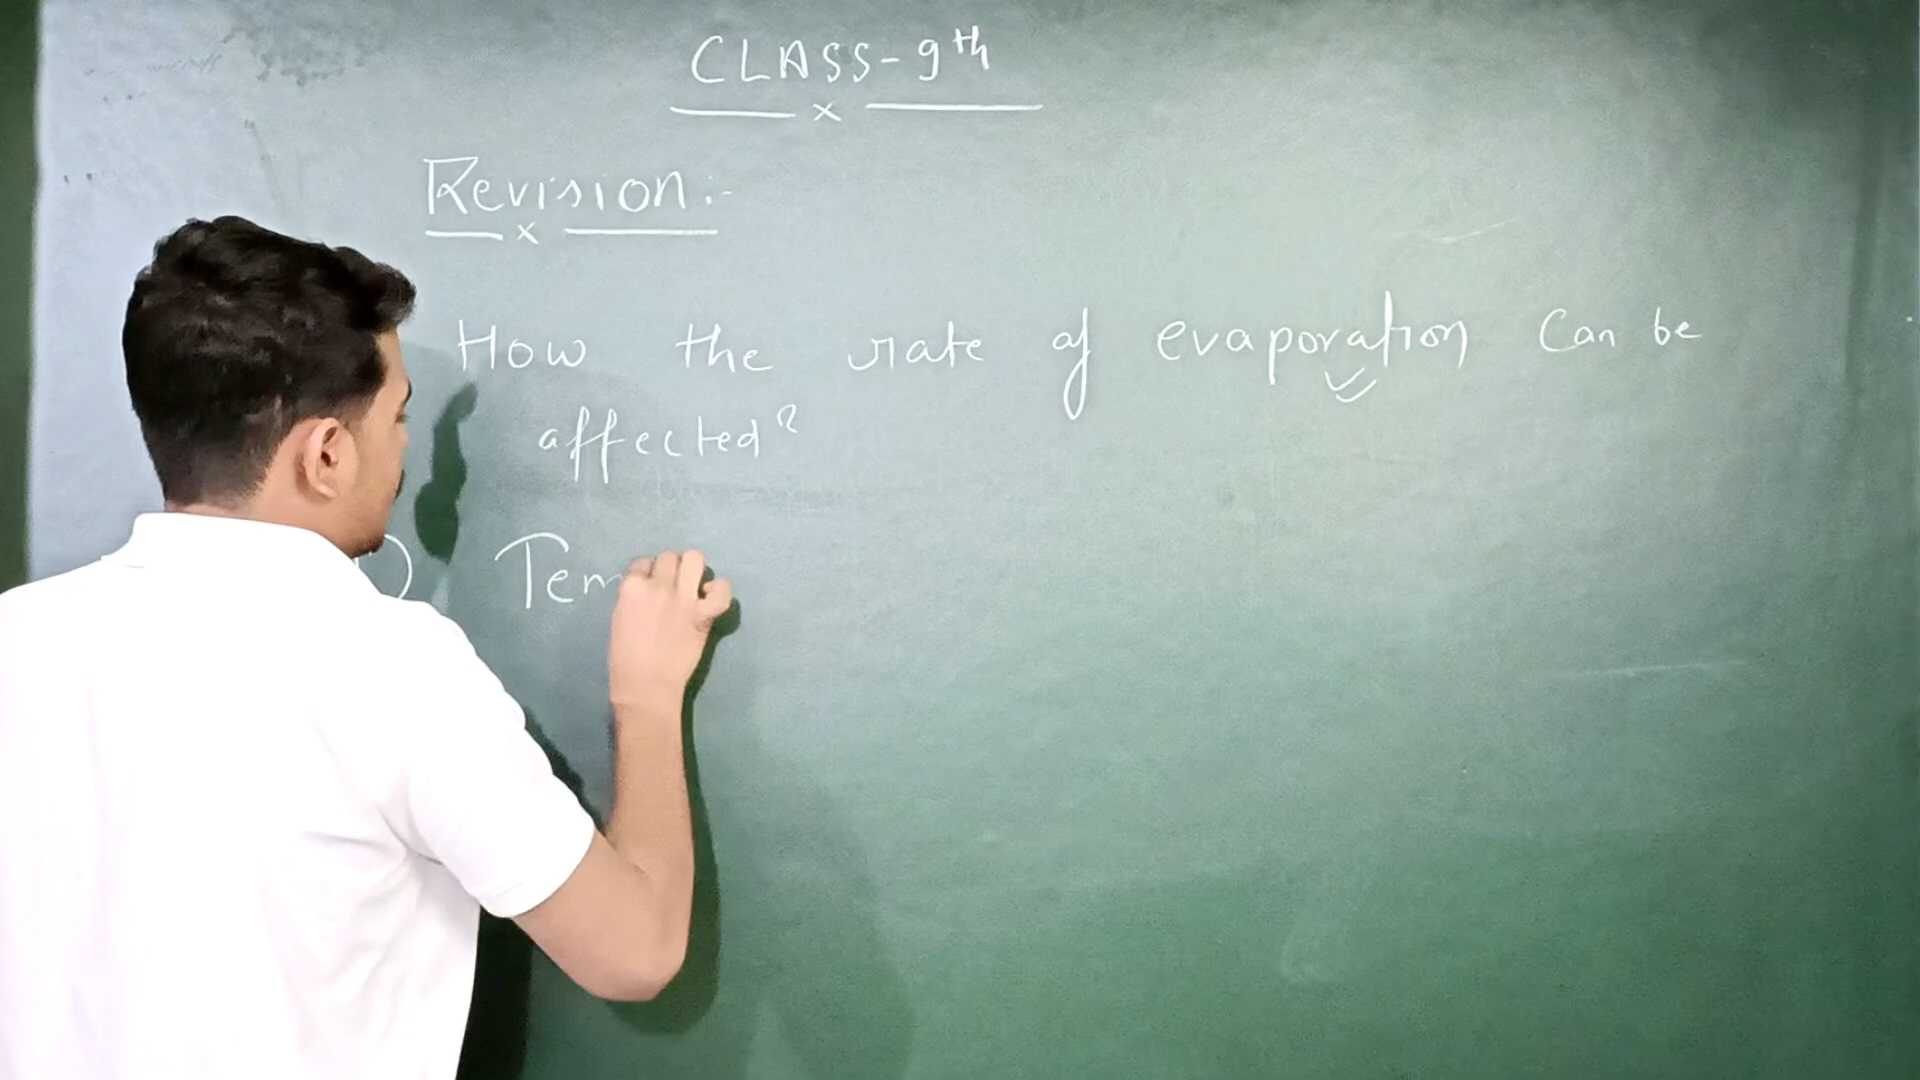 CLASS-9th
Revision:-
How the rate of evaporation can be
affected?
Tem